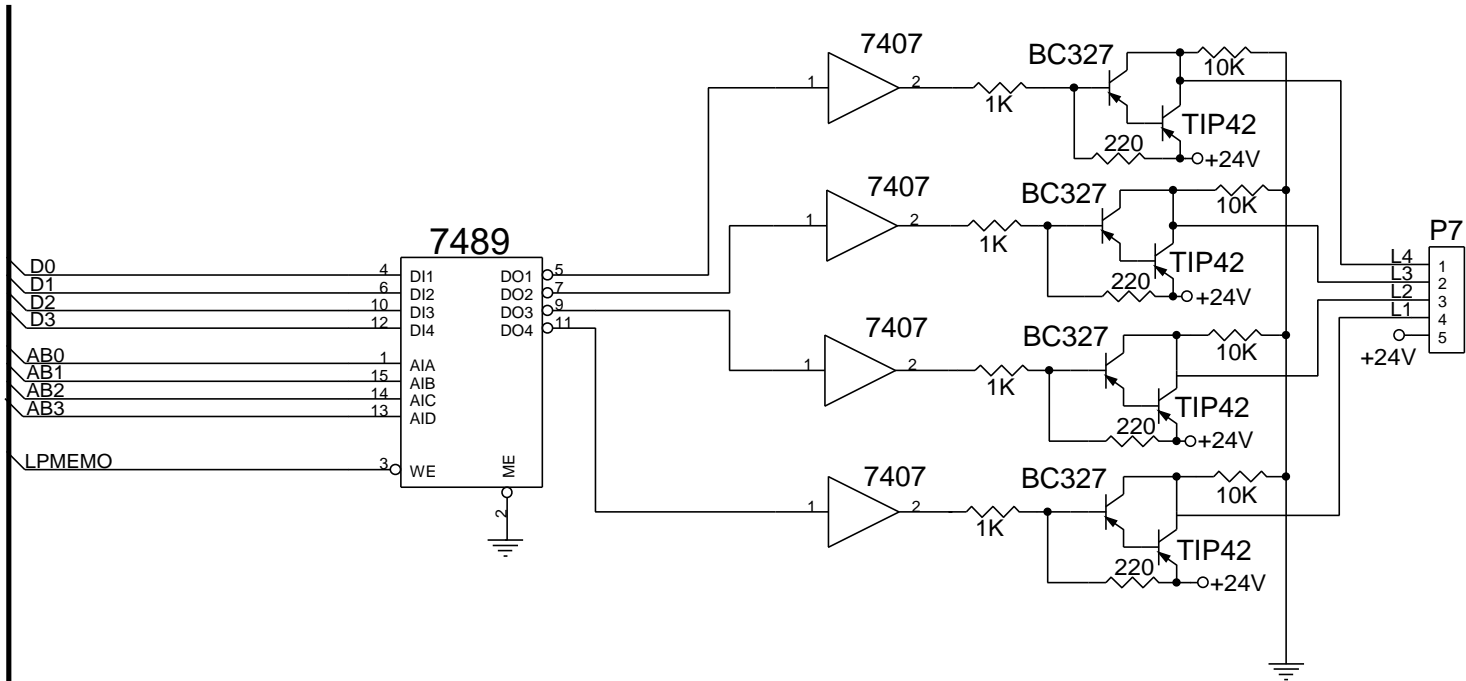 7407
1
2
1K
BC327
10K
TIP42
220
+24V
7407
1
2
1K
BC327
10K
TIP42
220
+24V
P7
L4
1
L3
2
L2
3
L1
4
+24V
5
7489
D0
4
DI1
DO1
5
D1
6
DI2
DO2
7
D2
10
DI3
DO3
9
D3
12
DI4
DO4
11
AB0
1
AIA
AB1
15
AIB
AB2
14
AIC
AB3
13
AID
LPMEMO
3
WE
ME
2
7407
1
2
1K
BC327
10K
TIP42
220
+24V
7407
1
2
1K
BC327
10K
TIP42
220
+24V